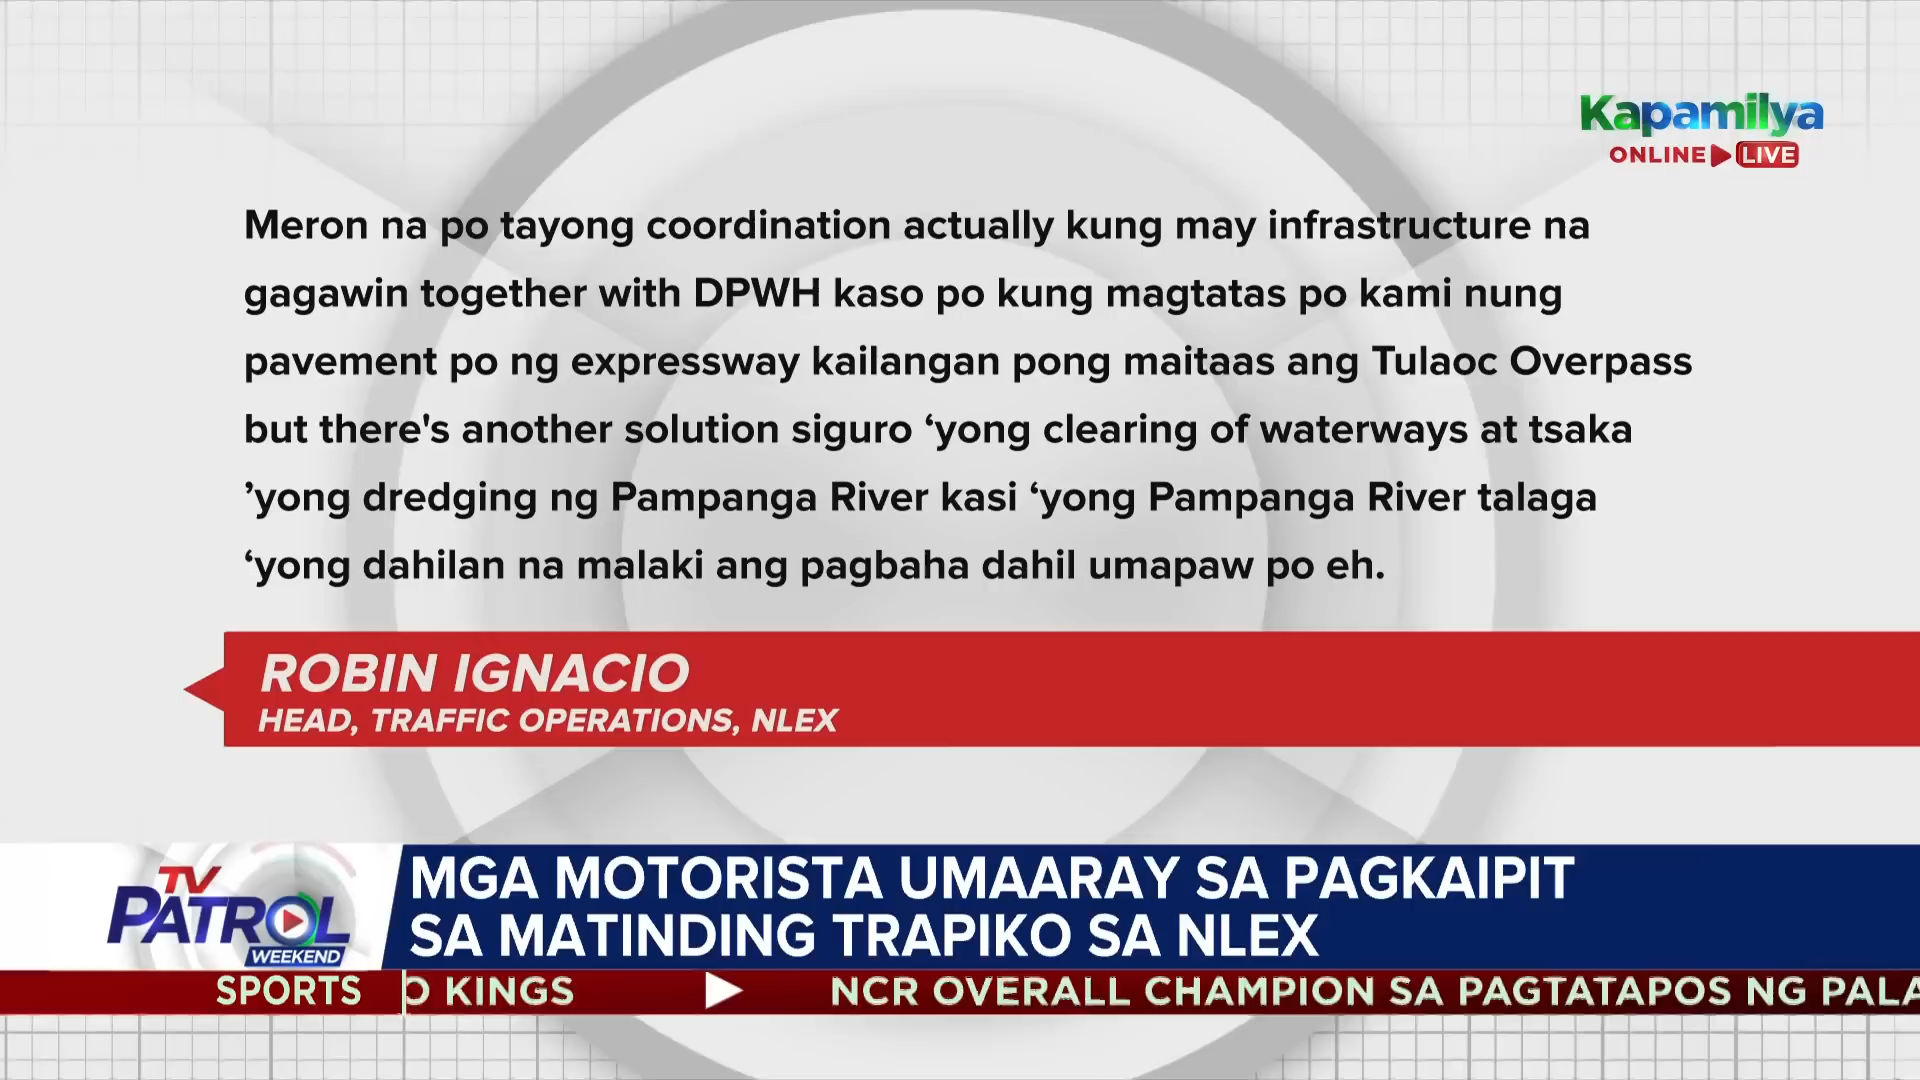 Kapamilya
ONLINE LIVE
Meron na po tayong coordination actually kung may infrastructure na
gagawin together with DPWH kaso po kung magtatas po kami nung
pavement po ng expressway kailangan pong maitaas ang Tulaoc Overpass
but there's another solution siguro ‘yong clearing of waterways at tsaka
’yong dredging ng Pampanga River kasi ‘yong Pampanga River talaga
‘yong dahilan na malaki ang pagbaha dahil umapaw po eh.
ROBIN IGNACIO
HEAD, TRAFFIC OPERATIONS, NLEX
TV
PATROL
WEEKEND
MGA MOTORISTA UMAARAY SA PAGKAIPIT
SA MATINDING TRAPIKO SA NLEX
SPORTS O KINGS NCR OVERALL CHAMPION SA PAGTATAPOS NG PALA